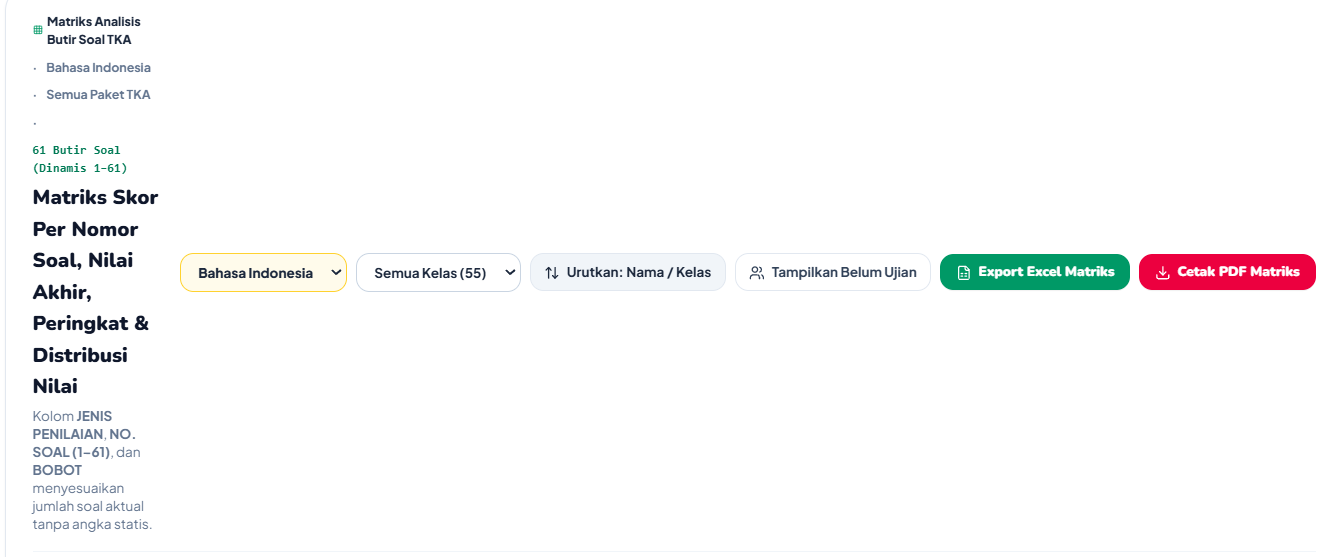 Matriks Analisis
Butir Soal TKA
· Bahasa Indonesia
· Semua Paket TKA
·
61 Butir Soal
(Dinamis 1–61)
Matriks Skor
Per Nomor
Soal, Nilai
Akhir,
Peringkat &
Distribusi
Nilai
Kolom JENIS
PENILAIAN, NO.
SOAL (1–61), dan
BOBOT
menyesuaikan
jumlah soal aktual
tanpa angka statis.
Bahasa Indonesia
Semua Kelas (55)
Urutkan: Nama / Kelas
Tampilkan Belum Ujian
Export Excel Matriks
Cetak PDF Matriks